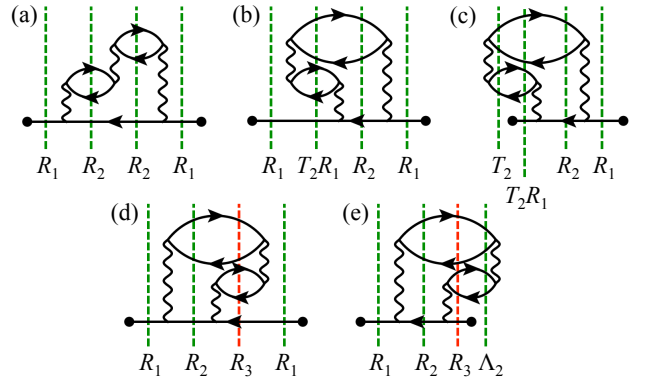 (a) (b) (c)
R₁ R₂ R₂ R₁ R₁ T₂R₁ R₂ R₁ T₂ R₂ R₁
T₂R₁
(d) (e)
R₁ R₂ R₃ R₁ R₁ R₂ R₃ Λ₂